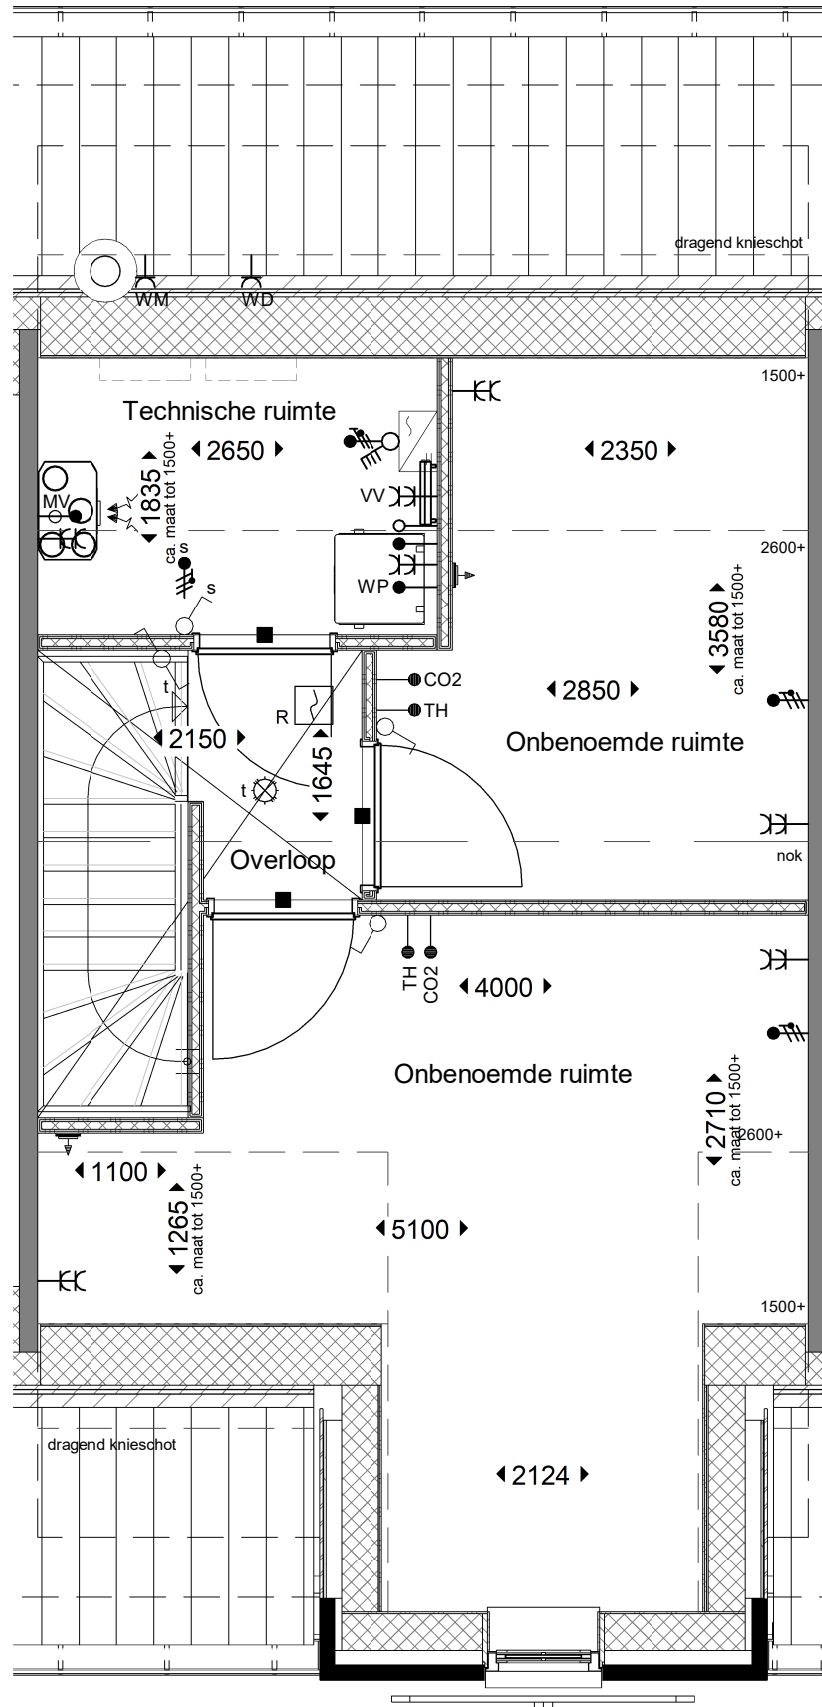 dragend knieschot
WM
WD
1500+
Technische ruimte
2650
2350
1835
ca. maat tot 1500+
MV
VV
2600+
s
s
WP
3580
ca. maat tot 1500+
CO2
t
2850
R
TH
2150
Onbenoemde ruimte
1645
t
nok
Overloop
TH
CO2
4000
Onbenoemde ruimte
2710
ca. maat tot 1500+
2600+
1100
1265
ca. maat tot 1500+
5100
1500+
dragend knieschot
2124